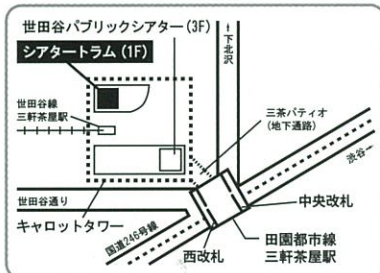 世田谷パブリックシアター(3F)
シアタートラム(1F)
↑下北沢
世田谷線
三軒茶屋駅
三茶パティオ
(地下通路)
渋谷→
世田谷通り
キャロットタワー
国道246号線
中央改札
西改札
田園都市線
三軒茶屋駅